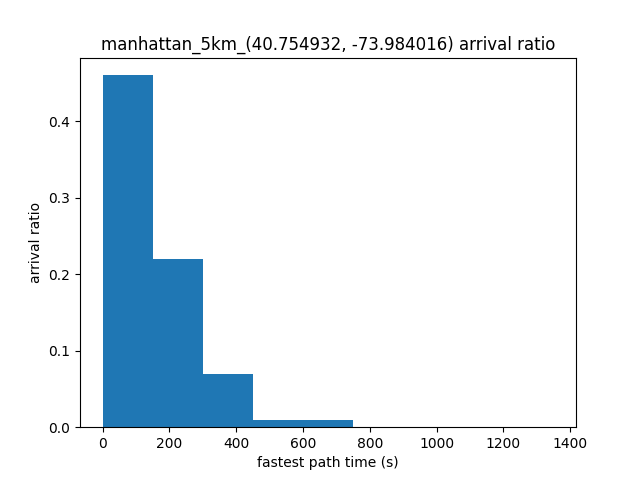 manhattan_5km_(40.754932, -73.984016) arrival ratio
arrival ratio
0.4
0.3
0.2
0.1
0.0
0 200 400 600 800 1000 1200 1400
fastest path time (s)